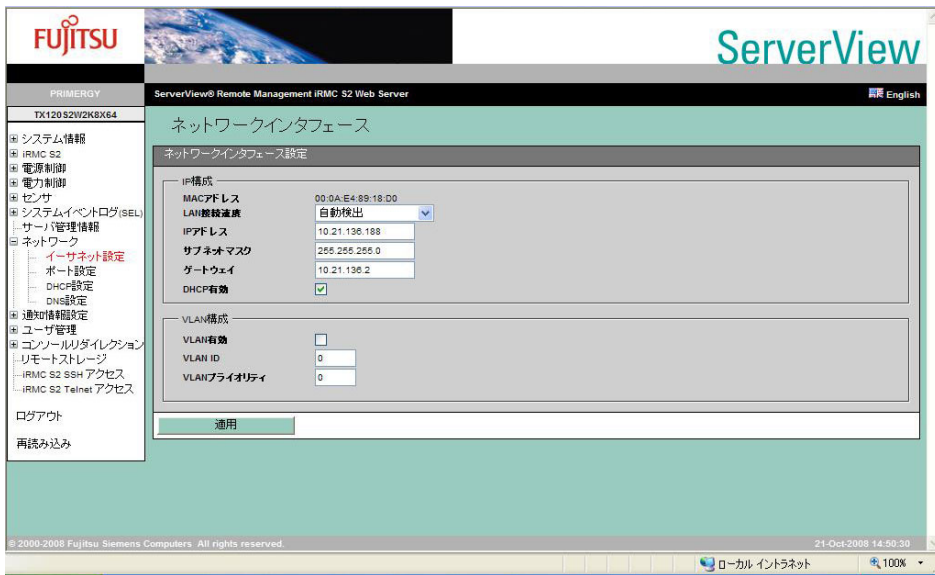 FUJITSU
ServerView
PRIMERGY
ServerView® Remote Management iRMC S2 Web Server
English
TX120S2W2K8X64
システム情報
iRMC S2
電源制御
電力制御
センサ
システムイベントログ(SEL)
サーバ管理情報
ネットワーク
イーサネット設定
ポート設定
DHCP設定
DNS設定
通知情報設定
ユーザ管理
コンソールリダイレクション
リモートストレージ
iRMC S2 SSH アクセス
iRMC S2 Telnet アクセス
ログアウト
再読み込み
ネットワークインタフェース
ネットワークインタフェース設定
IP構成
MACアドレス 00:0A:E4:89:18:D0
LAN接続速度 自動検出
IPアドレス 10.21.136.188
サブネットマスク 255.255.255.0
ゲートウェイ 10.21.136.2
DHCP有効
VLAN構成
VLAN有効
VLAN ID 0
VLANプライオリティ 0
適用
© 2000-2008 Fujitsu Siemens Computers All rights reserved.
21-Oct-2008 14:50:30
ローカル イントラネット
100%